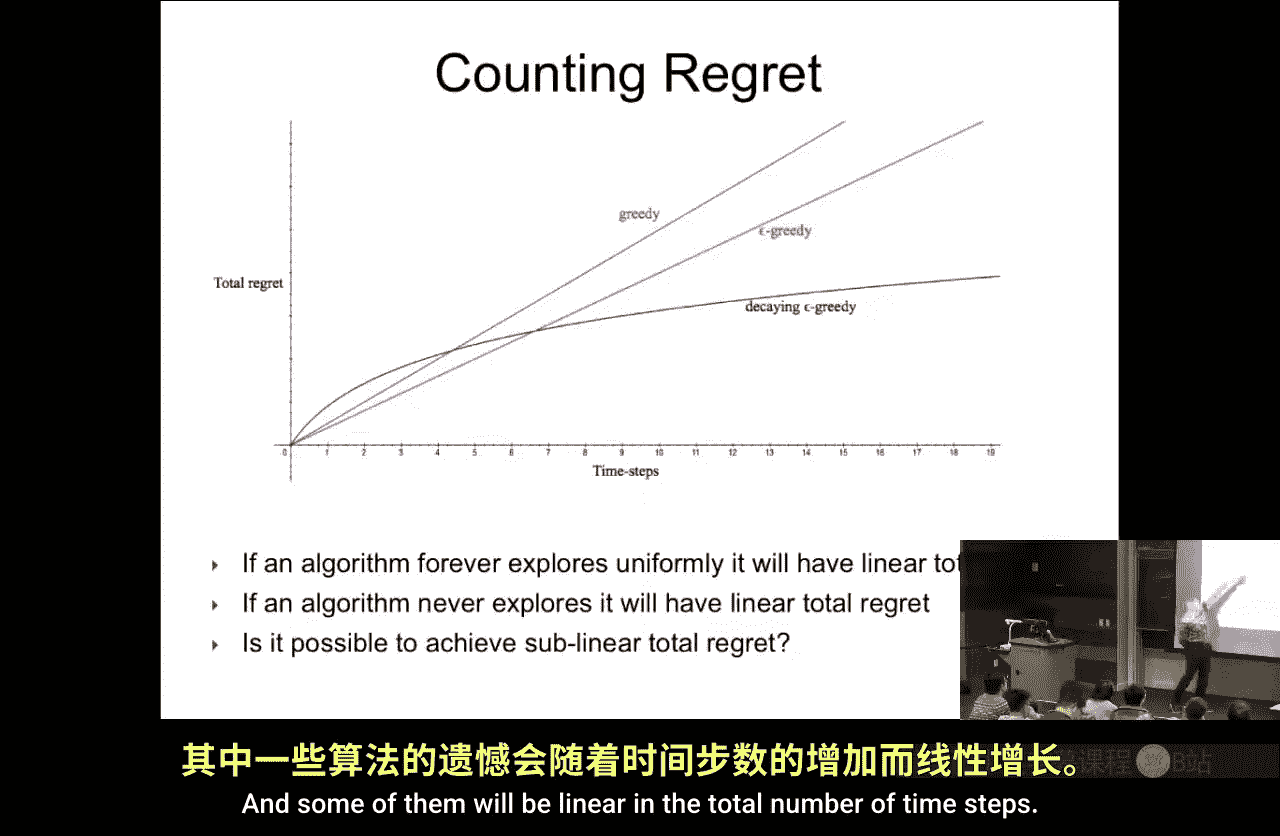 Counting Regret
greedy
ϵ-greedy
Total regret
decaying ϵ-greedy
0 1 2 3 4 5 6 7 8 9 10 11 12 13 14 15 16 17 18 19
Time-steps
If an algorithm forever explores uniformly it will have linear
If an algorithm never explores it will have linear total regret
Is it possible to achieve sub-linear total regret?
其中一些算法的遗憾会随着时间步数的增加而线性增长。
课程
B站
And some of them will be linear in the total number of time steps.